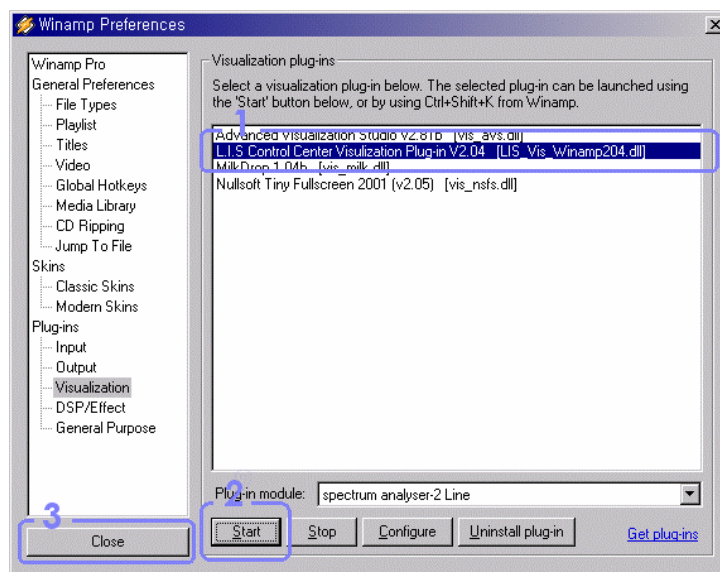 Winamp Preferences
Winamp Pro
General Preferences
File Types
Playlist
Titles
Video
Global Hotkeys
Media Library
CD Ripping
Jump To File
Skins
Classic Skins
Modern Skins
Plug-ins
Input
Output
Visualization
DSP/Effect
General Purpose
3
Close
Visualization plug-ins
Select a visualization plug-in below. The selected plug-in can be launched using
the 'Start' button below, or by using Ctrl+Shift+K from Winamp.
1
Advanced Visualization Studio v2.81b [vis_avs.dll]
L.I.S Control Center Visulization Plug-in V2.04 [LIS_Vis_Winamp204.dll]
MilkDrop 1.04b [vis_milk.dll]
Nullsoft Tiny Fullscreen 2001 (v2.05) [vis_nsfs.dll]
Plug-in module: spectrum analyser-2 Line
2
Start Stop Configure Uninstall plug-in Get plug-ins